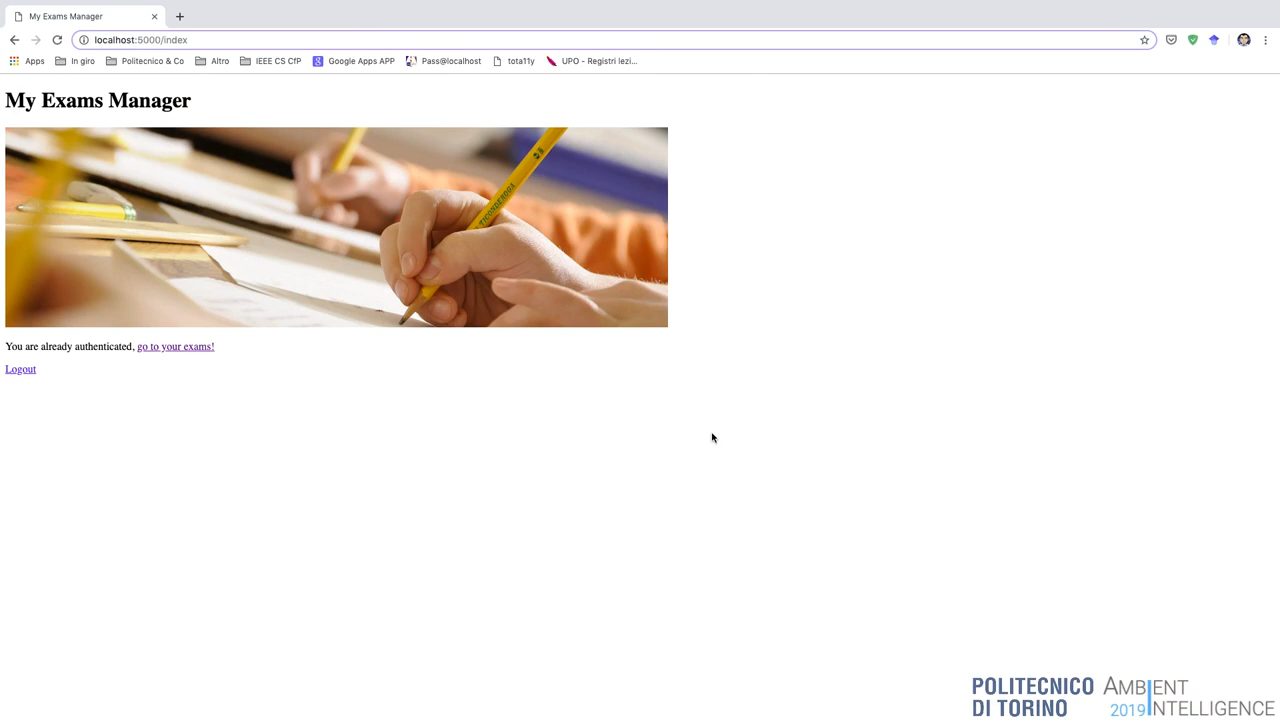 My Exams Manager
localhost:5000/index
Apps In giro Politecnico & Co Altro IEEE CS CfP Google Apps APP Pass@localhost tota11y UPO - Registri lezi...
My Exams Manager
TICONDEROGA
You are already authenticated, go to your exams!
Logout
POLITECNICO
DI TORINO
AMBIENT
2019 INTELLIGENCE